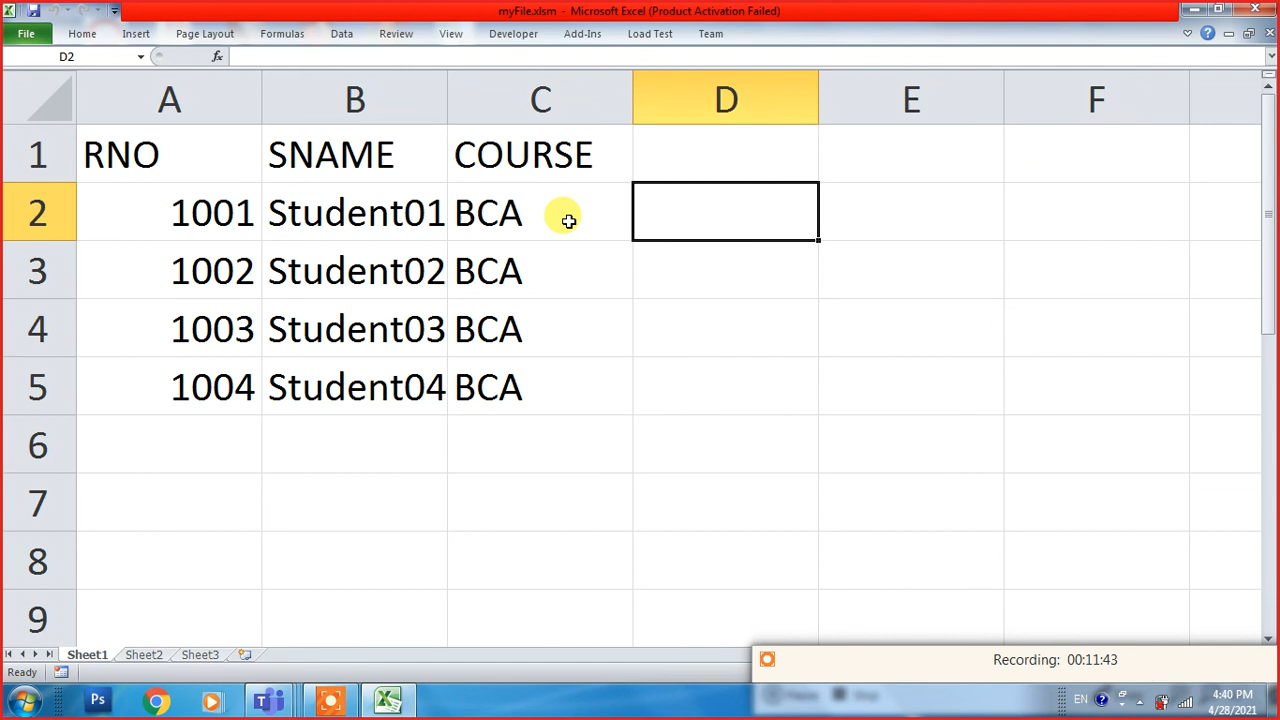 myFile.xlsm - Microsoft Excel (Product Activation Failed)
File Home Insert Page Layout Formulas Data Review View Developer Add-Ins Load Test Team
D2 fx
A B C D E F
1 RNO SNAME COURSE
2 1001 Student01 BCA
3 1002 Student02 BCA
4 1003 Student03 BCA
5 1004 Student04 BCA
6
7
8
9
Sheet1 Sheet2 Sheet3
Ready
Recording: 00:11:43
Pause Stop
Ps EN 4:40 PM
4/28/2021